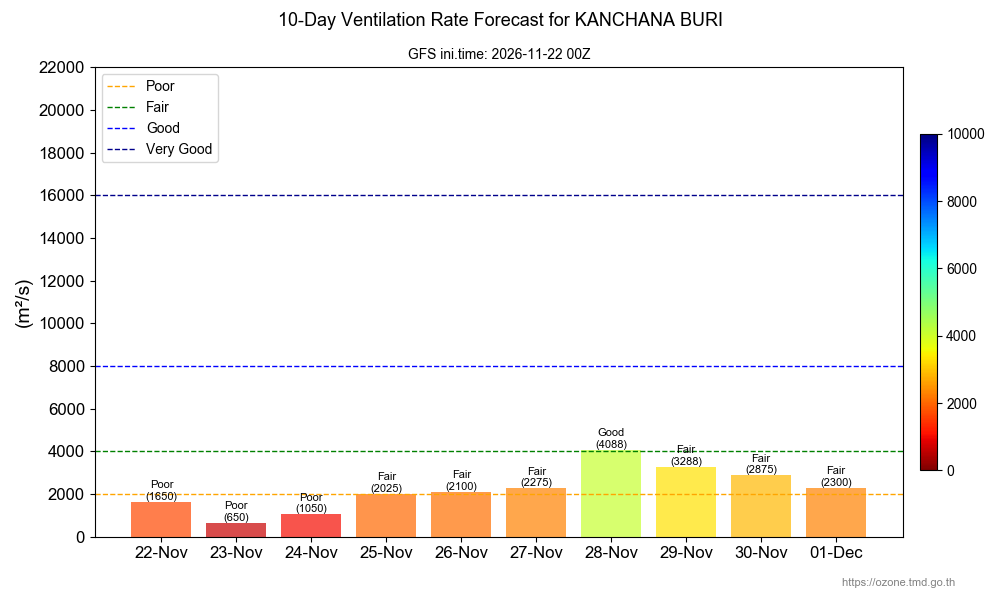 10-Day Ventilation Rate Forecast for KANCHANA BURI
GFS ini.time: 2026-11-22 00Z
22000
20000
18000
16000
14000
12000
10000
8000
6000
4000
2000
0
(m²/s)
Poor
Fair
Good
Very Good
Poor
(1650)
Poor
(650)
Poor
(1050)
Fair
(2025)
Fair
(2100)
Fair
(2275)
Good
(4088)
Fair
(3288)
Fair
(2875)
Fair
(2300)
22-Nov 23-Nov 24-Nov 25-Nov 26-Nov 27-Nov 28-Nov 29-Nov 30-Nov 01-Dec
10000
8000
6000
4000
2000
0
https://ozone.tmd.go.th